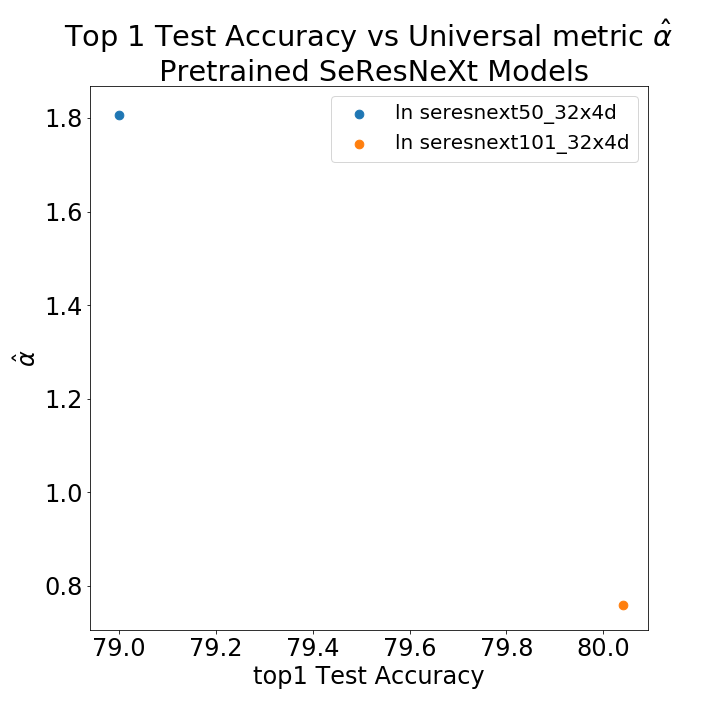 Top 1 Test Accuracy vs Universal metric α̂
Pretrained SeResNeXt Models
ln seresnext50_32x4d
ln seresnext101_32x4d
1.8
1.6
1.4
1.2
1.0
0.8
α̂
79.0 79.2 79.4 79.6 79.8 80.0
top1 Test Accuracy